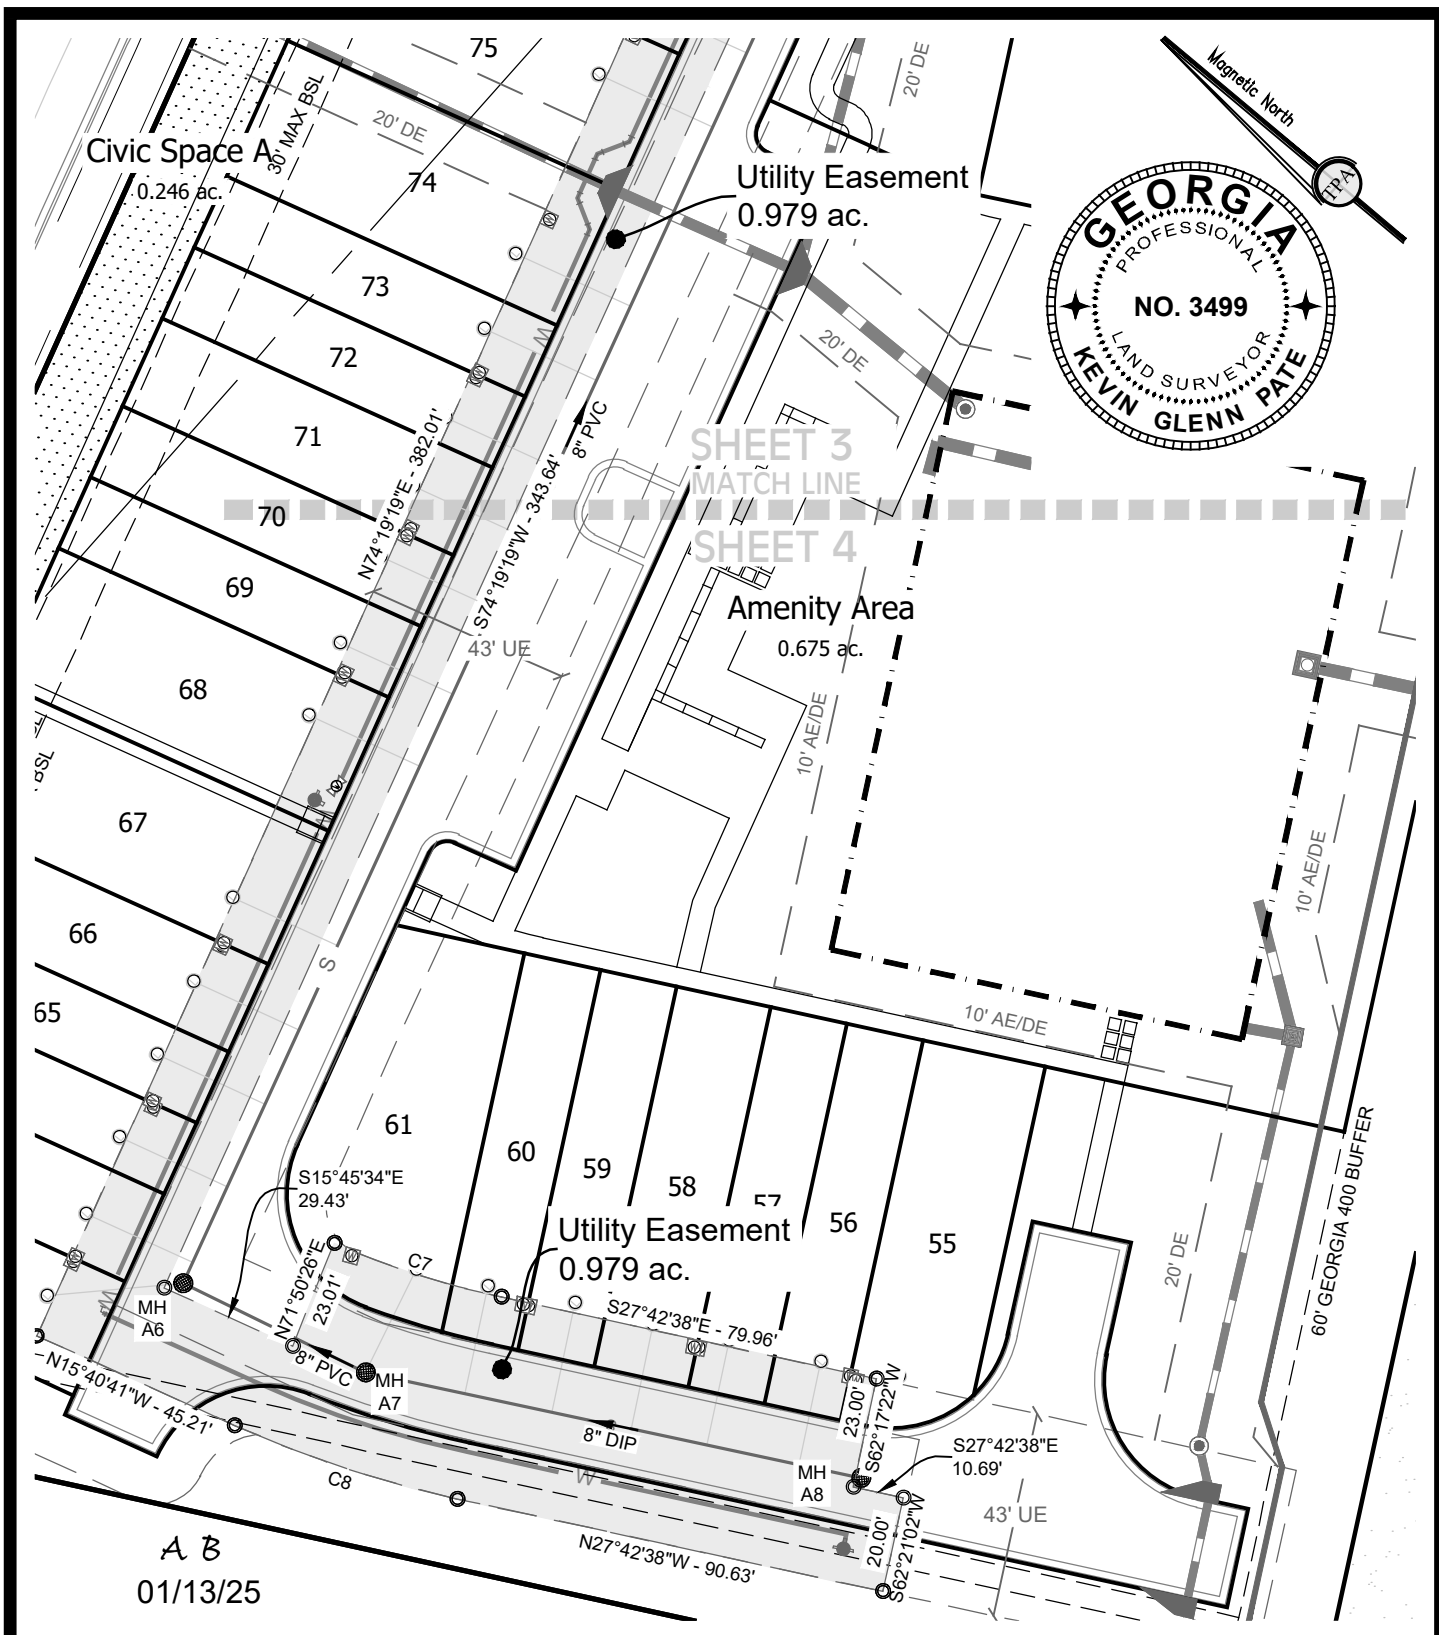 75
20' DE
Magnetic North
TPA
30' MAX BSL
20' DE
Civic Space A
0.246 ac.
74
Utility Easement
0.979 ac.
GEORGIA
PROFESSIONAL
NO. 3499
LAND SURVEYOR
KEVIN GLENN PATE
73
W
20' DE
72
71
N74°19'19"E - 382.01'
8" PVC
S74°19'19"W - 343.64'
SHEET 3
MATCH LINE
SHEET 4
70
69
43' UE
Amenity Area
0.675 ac.
68
10' AE/DE
BSL
67
W
10' AE/DE
66
S
65
10' AE/DE
61
60
59
58
57
56
55
60' GEORGIA 400 BUFFER
20' DE
S15°45'34"E
29.43'
Utility Easement
0.979 ac.
N71°50'26"E
23.01'
C7
S27°42'38"E - 79.96'
MH
A6
W
8" PVC
MH
A7
N15°40'41"W - 45.21'
23.00'
S62°17'22"W
8" DIP
S27°42'38"E
10.69'
C8
W
MH
A8
43' UE
20.00'
S62°21'02"W
N27°42'38"W - 90.63'
A B
01/13/25